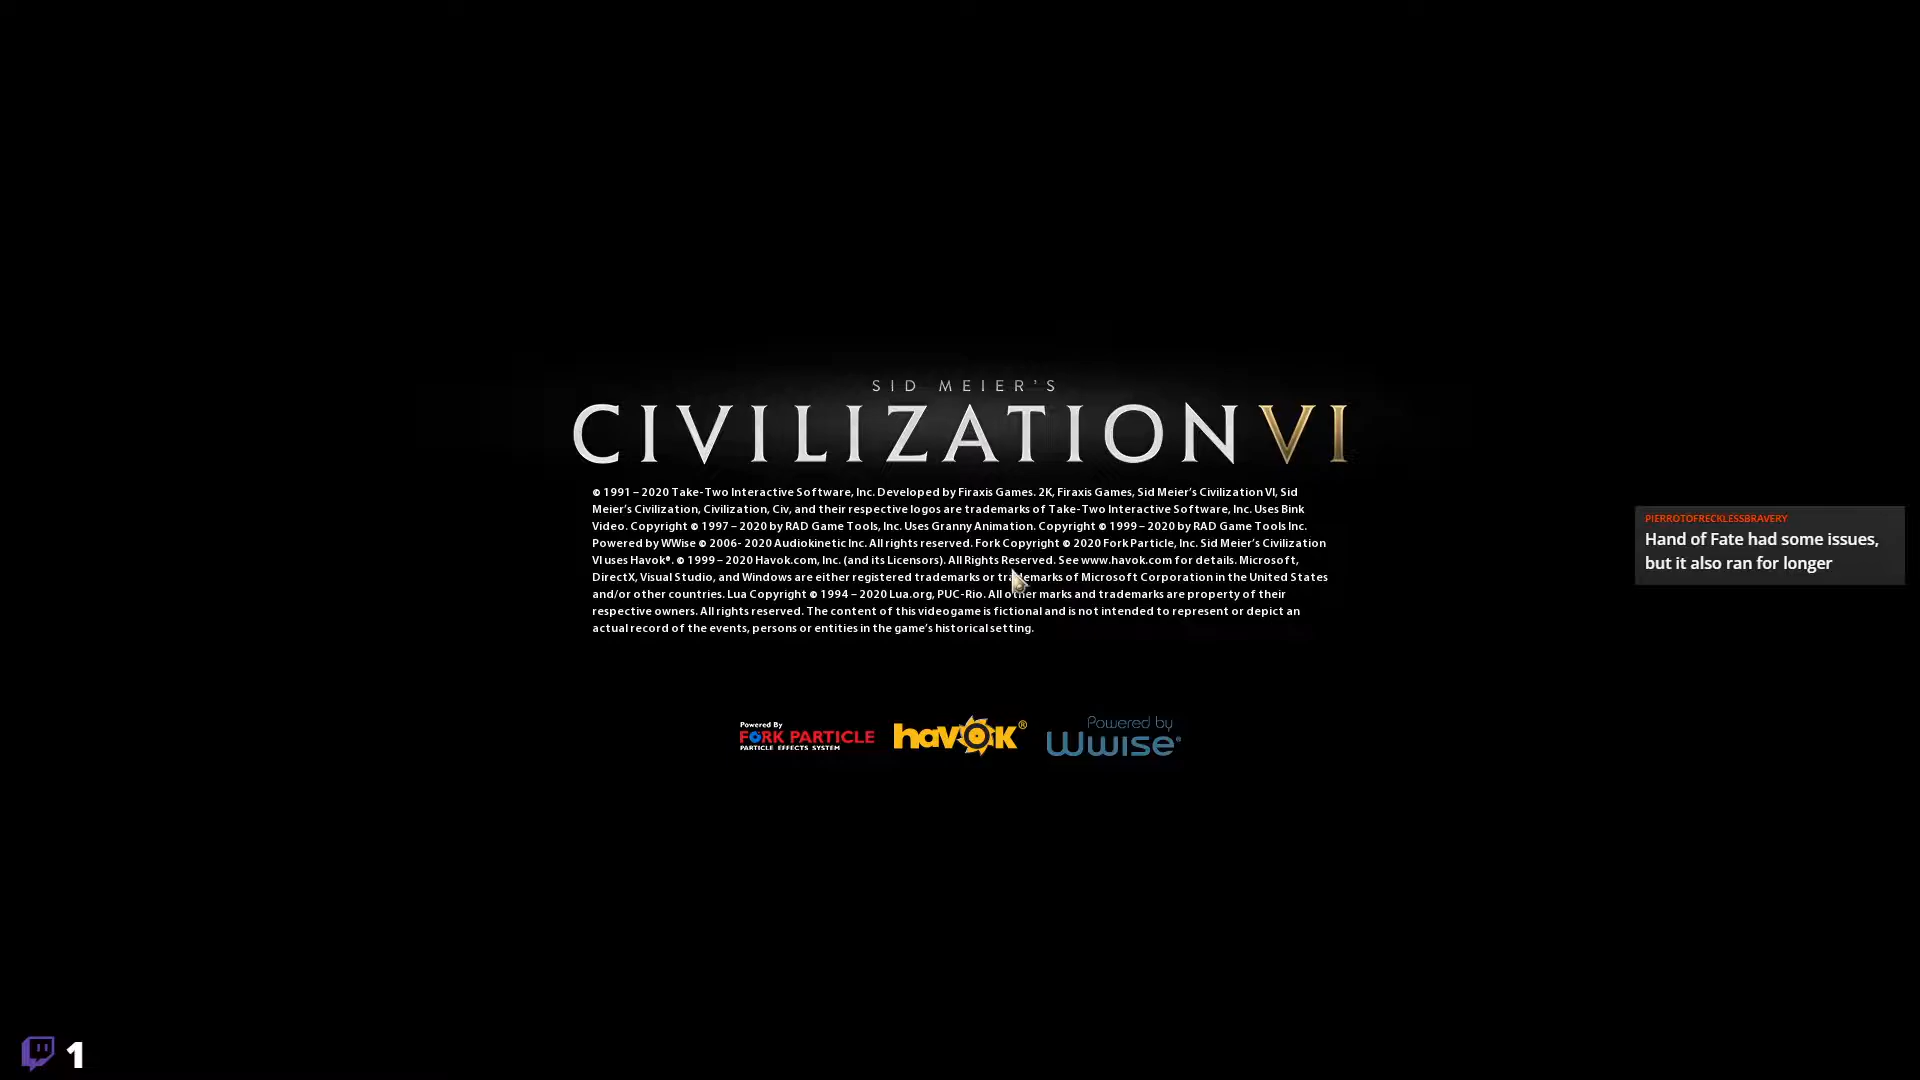 SID MEIER'S
CIVILIZATION VI
© 1991 – 2020 Take-Two Interactive Software, Inc. Developed by Firaxis Games. 2K, Firaxis Games, Sid Meier's Civilization VI, Sid
Meier's Civilization, Civilization, Civ, and their respective logos are trademarks of Take-Two Interactive Software, Inc. Uses Bink
Video. Copyright © 1997 – 2020 by RAD Game Tools, Inc. Uses Granny Animation. Copyright © 1999 – 2020 by RAD Game Tools Inc.
Powered by WWise © 2006- 2020 Audiokinetic Inc. All rights reserved. Fork Copyright © 2020 Fork Particle, Inc. Sid Meier's Civilization
VI uses Havok®. © 1999 – 2020 Havok.com, Inc. (and its Licensors). All Rights Reserved. See www.havok.com for details. Microsoft,
DirectX, Visual Studio, and Windows are either registered trademarks or trademarks of Microsoft Corporation in the United States
and/or other countries. Lua Copyright © 1994 – 2020 Lua.org, PUC-Rio. All other marks and trademarks are property of their
respective owners. All rights reserved. The content of this videogame is fictional and is not intended to represent or depict an
actual record of the events, persons or entities in the game's historical setting.
PIERROTOFRECKLESSBRAVERY
Hand of Fate had some issues,
but it also ran for longer
Powered By
FORK PARTICLE
PARTICLE EFFECTS SYSTEM
havok®
Powered by
Wwise®
1